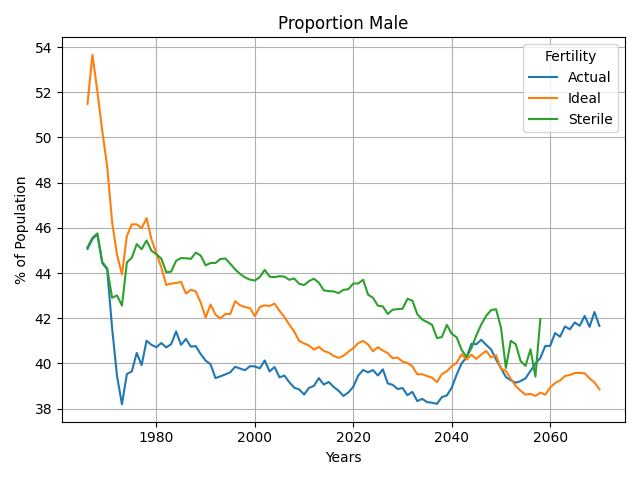 Proportion Male
Fertility
Actual
Ideal
Sterile
% of Population
54
52
50
48
46
44
42
40
38
1980 2000 2020 2040 2060
Years